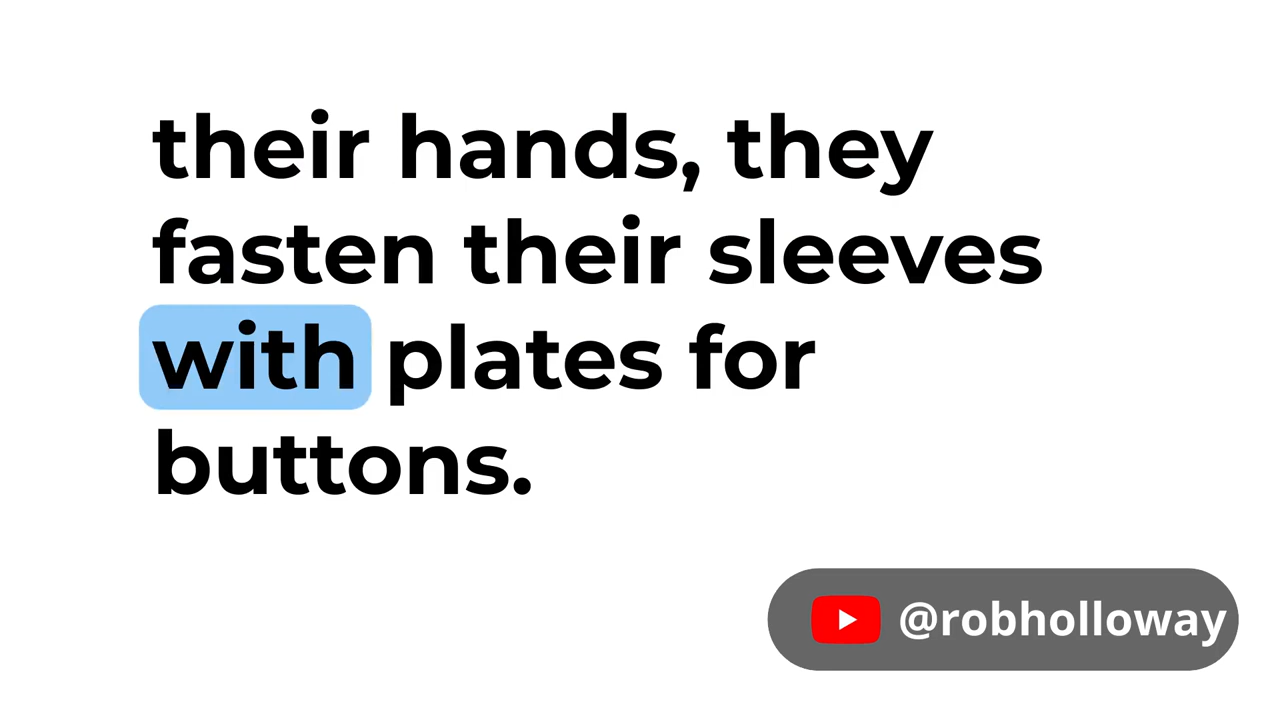 their hands, they
fasten their sleeves
with plates for
buttons.
@robholloway